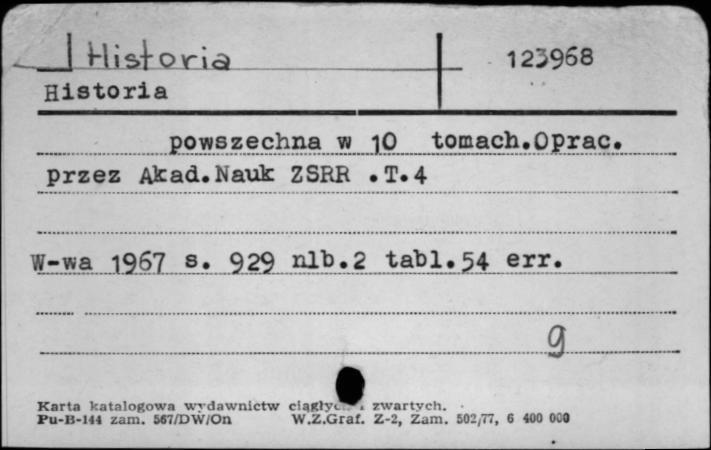 Historia 123968
Historia
powszechna w 10 tomach.Oprac.
przez Akad.Nauk ZSRR .T.4
W-wa 1967 s. 929 nlb.2 tabl.54 err.
9
Karta katalogowa wydawnictw zwartych.
Pu-B-144 zam. 567/DW/On W.Z.Graf. Z-2, Zam. 502/77, 6 400 000